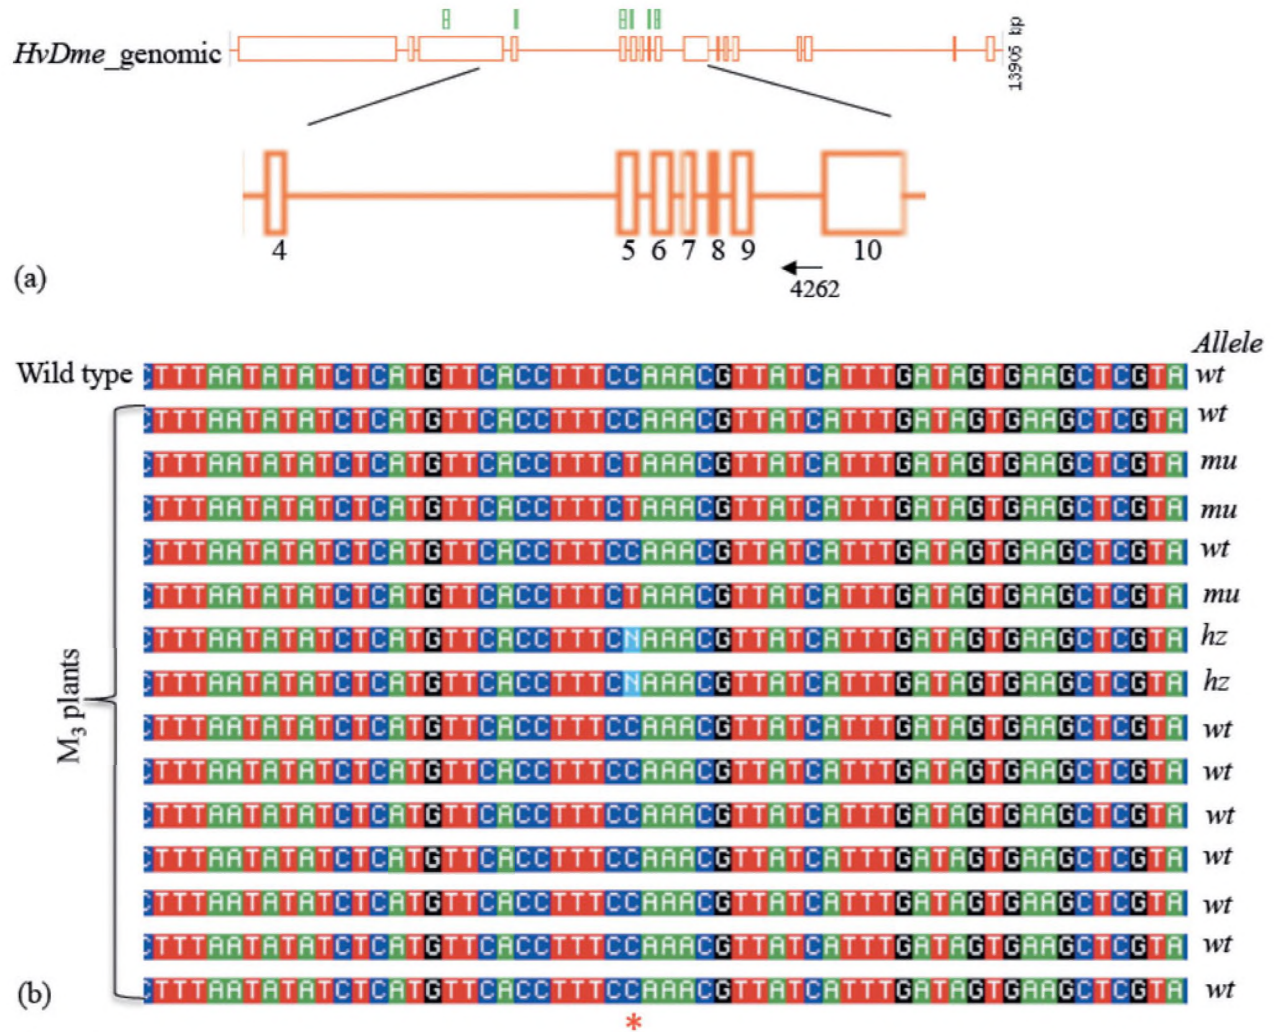 HvDme_genomic
13905 bp
4 5 6 7 8 9 10
4262
(a)
Allele
Wild type CTTTAATATATCTCATGTTCACCTTTCCAAACGTTATCATTTGATAGTGAAGCTCGTA wt
CTTTAATATATCTCATGTTCACCTTTCCAAACGTTATCATTTGATAGTGAAGCTCGTA wt
CTTTAATATATCTCATGTTCACCTTTCTAAACGTTATCATTTGATAGTGAAGCTCGTA mu
CTTTAATATATCTCATGTTCACCTTTCTAAACGTTATCATTTGATAGTGAAGCTCGTA mu
CTTTAATATATCTCATGTTCACCTTTCCAAACGTTATCATTTGATAGTGAAGCTCGTA wt
CTTTAATATATCTCATGTTCACCTTTCTAAACGTTATCATTTGATAGTGAAGCTCGTA mu
CTTTAATATATCTCATGTTCACCTTTCNAAACGTTATCATTTGATAGTGAAGCTCGTA hz
CTTTAATATATCTCATGTTCACCTTTCNAAACGTTATCATTTGATAGTGAAGCTCGTA hz
M₃ plants
CTTTAATATATCTCATGTTCACCTTTCCAAACGTTATCATTTGATAGTGAAGCTCGTA wt
CTTTAATATATCTCATGTTCACCTTTCCAAACGTTATCATTTGATAGTGAAGCTCGTA wt
CTTTAATATATCTCATGTTCACCTTTCCAAACGTTATCATTTGATAGTGAAGCTCGTA wt
CTTTAATATATCTCATGTTCACCTTTCCAAACGTTATCATTTGATAGTGAAGCTCGTA wt
CTTTAATATATCTCATGTTCACCTTTCCAAACGTTATCATTTGATAGTGAAGCTCGTA wt
CTTTAATATATCTCATGTTCACCTTTCCAAACGTTATCATTTGATAGTGAAGCTCGTA wt
CTTTAATATATCTCATGTTCACCTTTCCAAACGTTATCATTTGATAGTGAAGCTCGTA wt
(b)
*